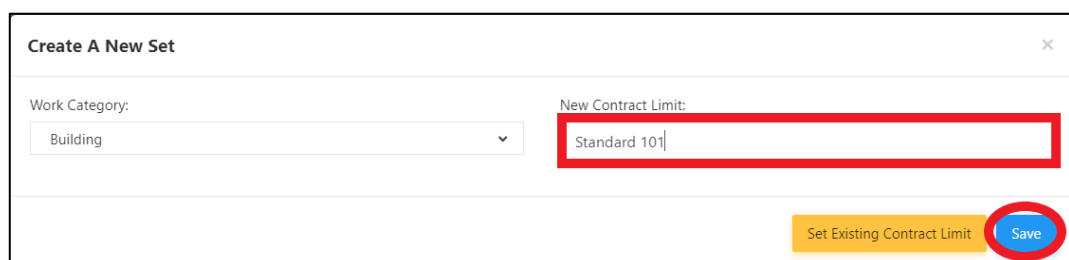 Create A New Set
×
Work Category:
New Contract Limit:
Building
Standard 101
Set Existing Contract Limit
Save